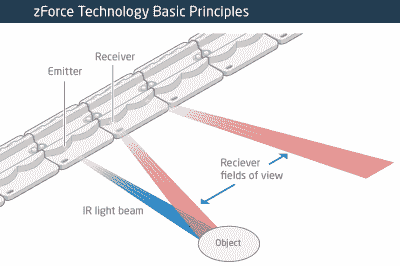 zForce Technology Basic Principles
Receiver
Emitter
Reciever
fields of view
IR light beam
Object